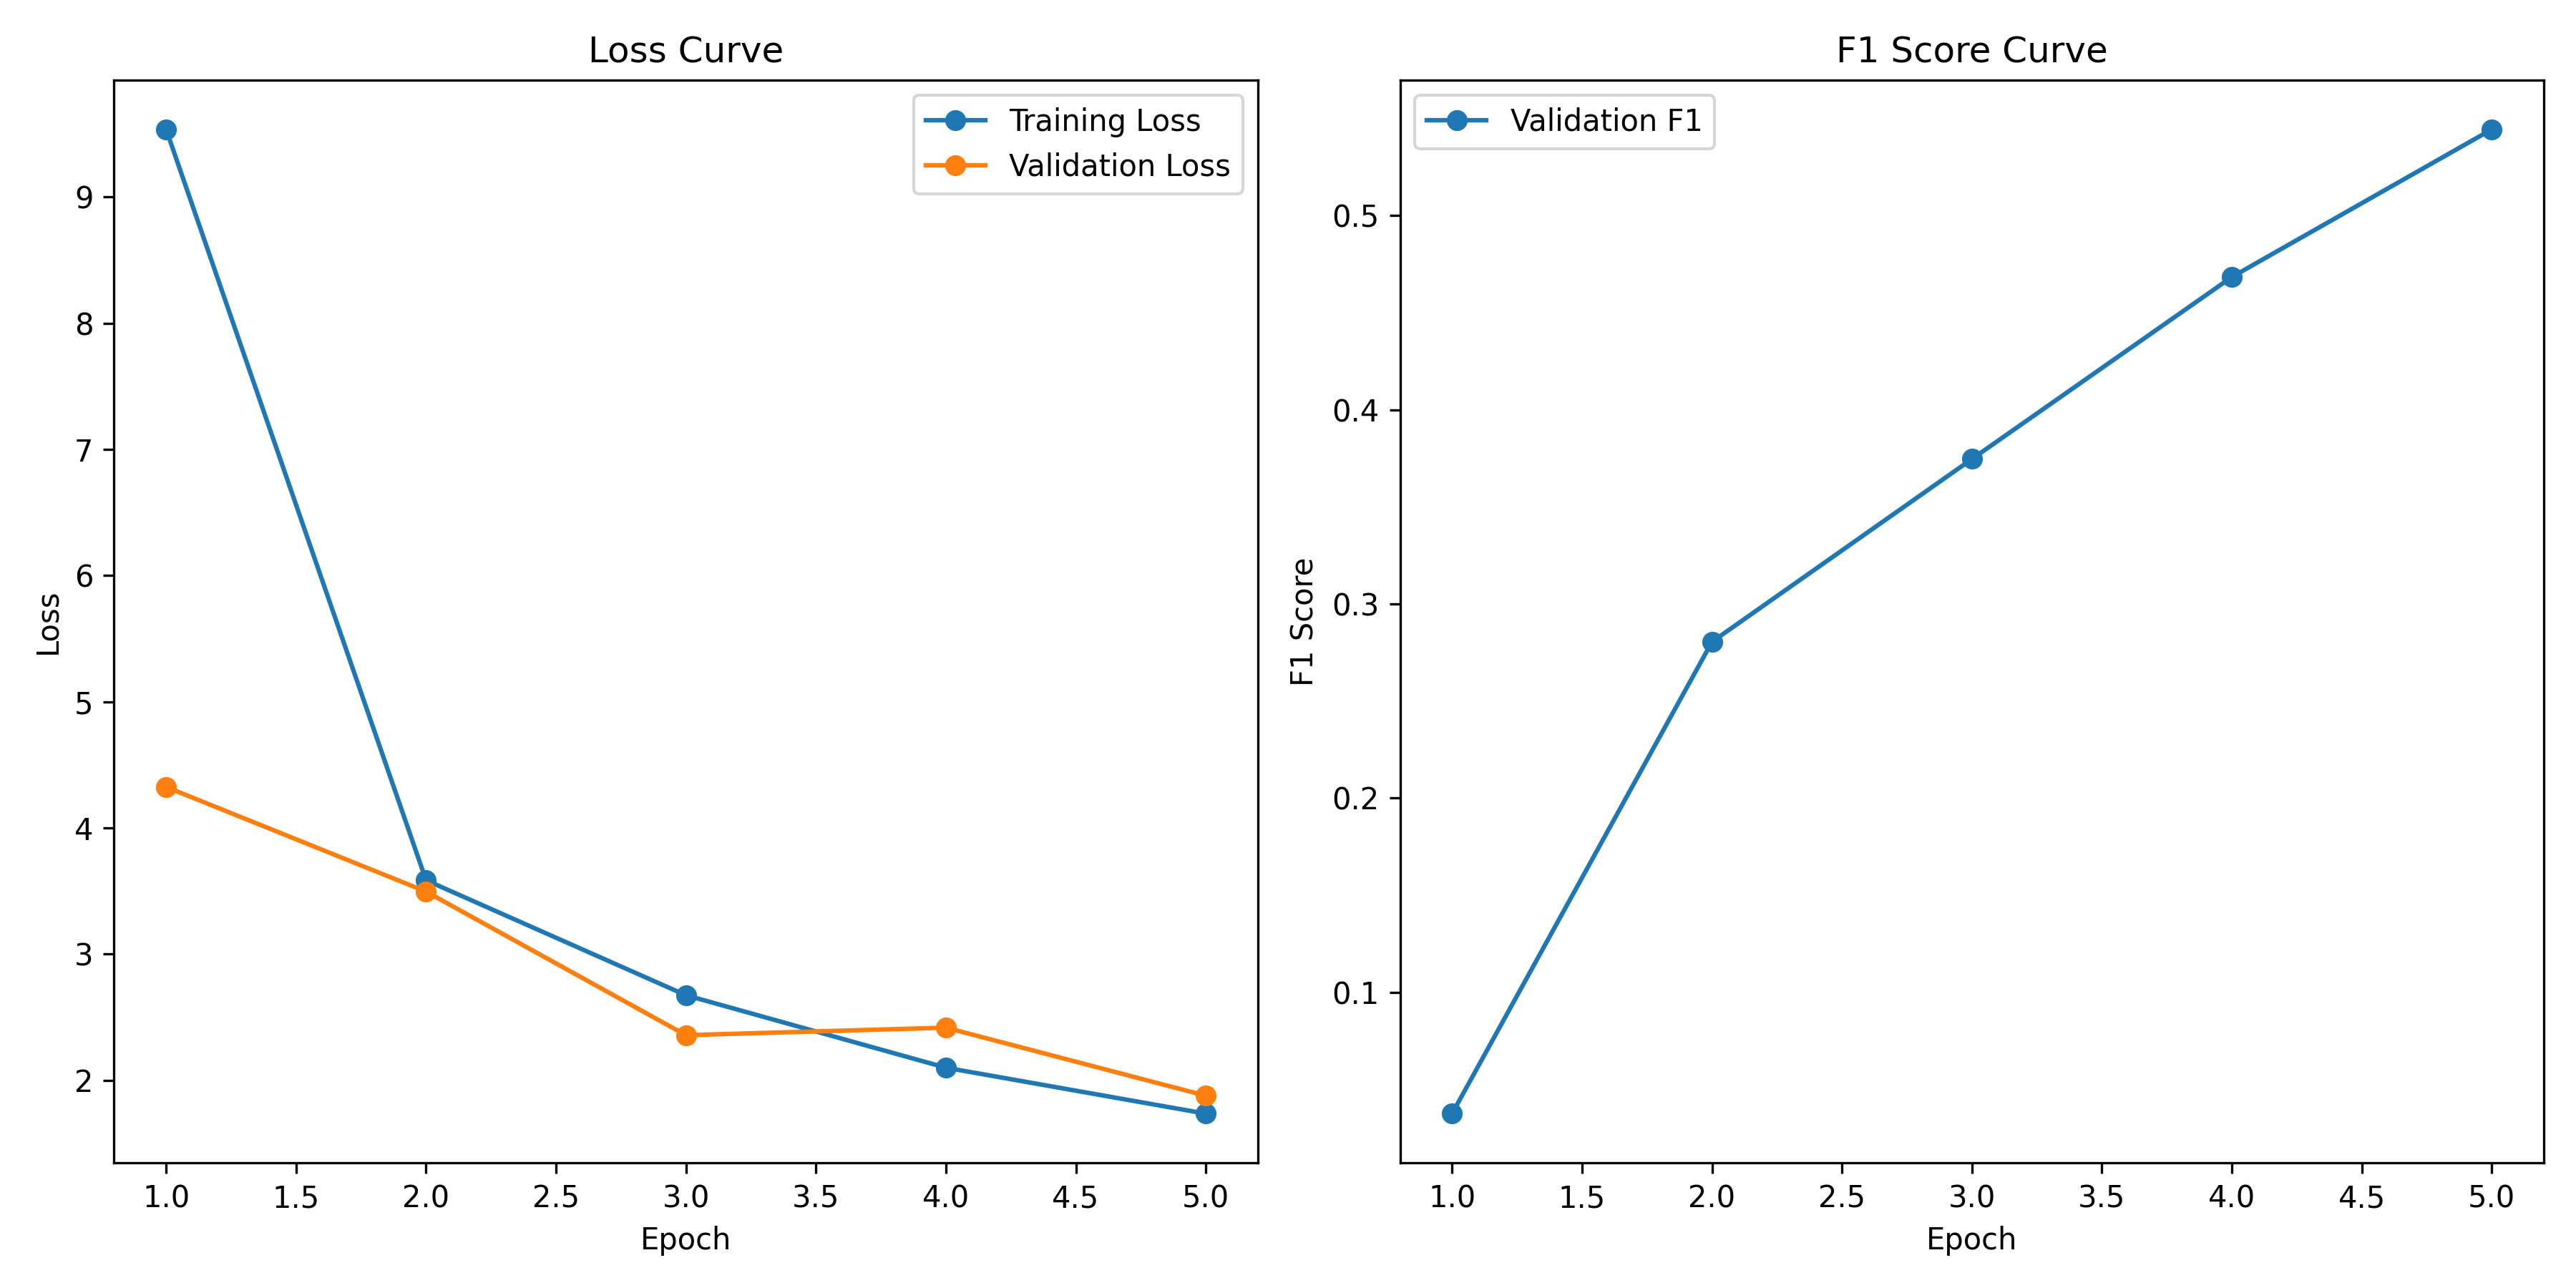 Loss Curve
Training Loss
Validation Loss
9
8
7
6
5
4
3
2
Loss
1.0 1.5 2.0 2.5 3.0 3.5 4.0 4.5 5.0
Epoch
F1 Score Curve
Validation F1
0.5
0.4
0.3
0.2
0.1
F1 Score
1.0 1.5 2.0 2.5 3.0 3.5 4.0 4.5 5.0
Epoch